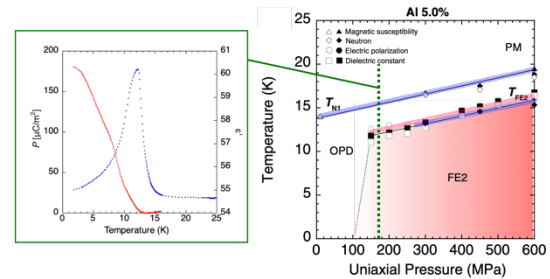 Al 5.0%
P [μC/m³]
200
150
100
50
0
61
60
59
58
57
56
55
54
ε'
0 5 10 15 20 25
Temperature (K)
Temperature (K)
30
25
20
15
10
5
0
Magnetic susceptibility
Neutron
Electric polarization
Dielectric constant
PM
T_N1
T_FE2
OPD
FE2
0 100 200 300 400 500 600
Uniaxial Pressure (MPa)